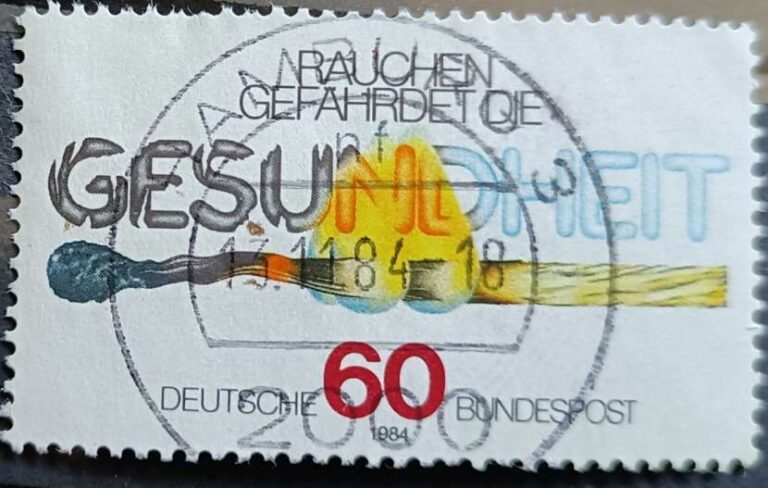 RAUCHEN
GEFÄHRDET DIE
GESUNDHEIT
13.11.84-18
60
DEUTSCHE BUNDESPOST
1984
2000